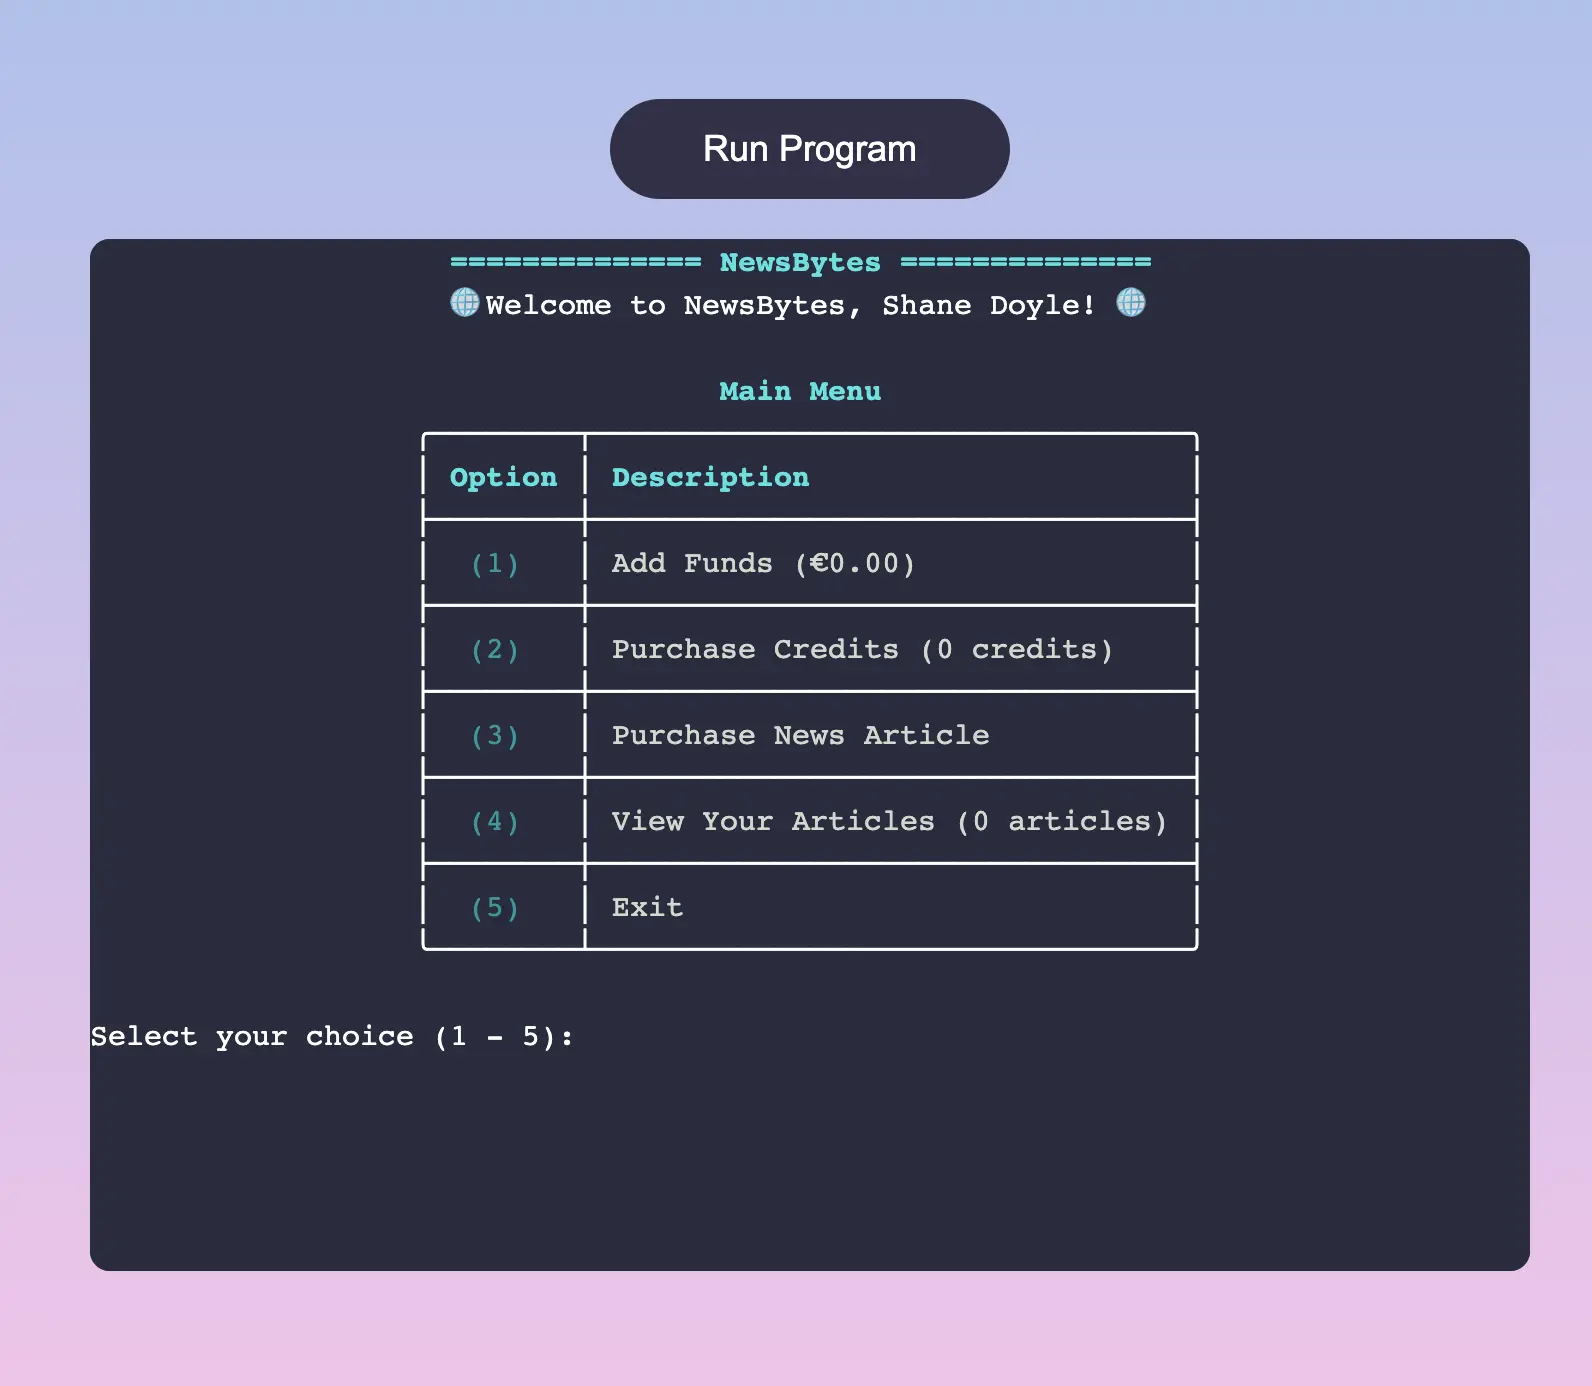 Run Program
============== NewsBytes ==============
🌐Welcome to NewsBytes, Shane Doyle! 🌐
Main Menu
Option Description
(1) Add Funds (€0.00)
(2) Purchase Credits (0 credits)
(3) Purchase News Article
(4) View Your Articles (0 articles)
(5) Exit
Select your choice (1 - 5):